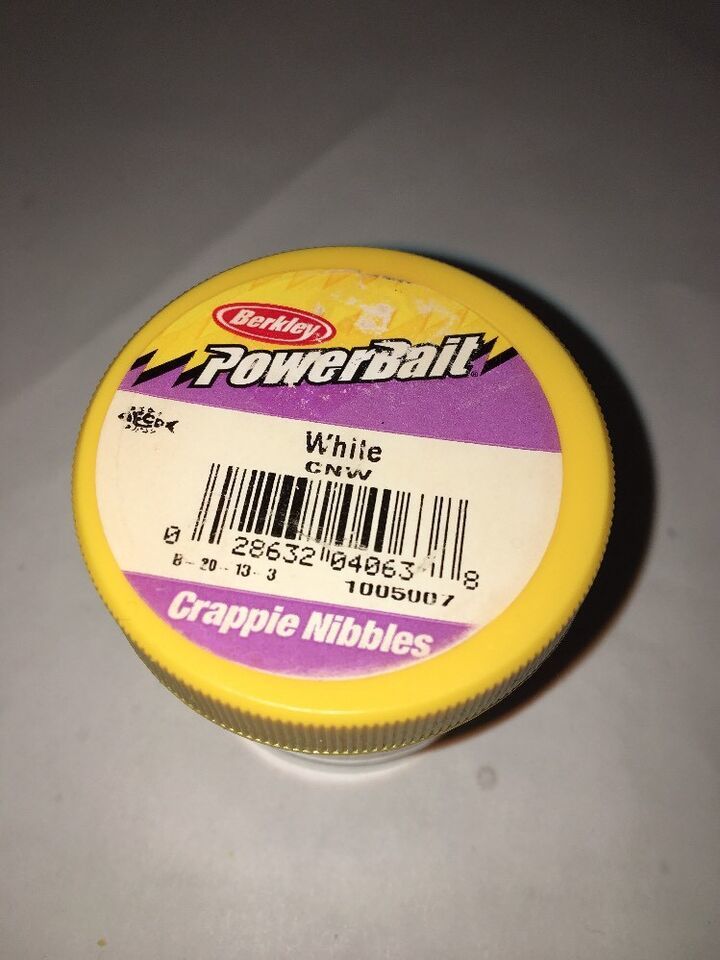 Berkley
PowerBait
White
CNW
0 28632 04063 8
8-20-13-3
1005007
Crappie Nibbles